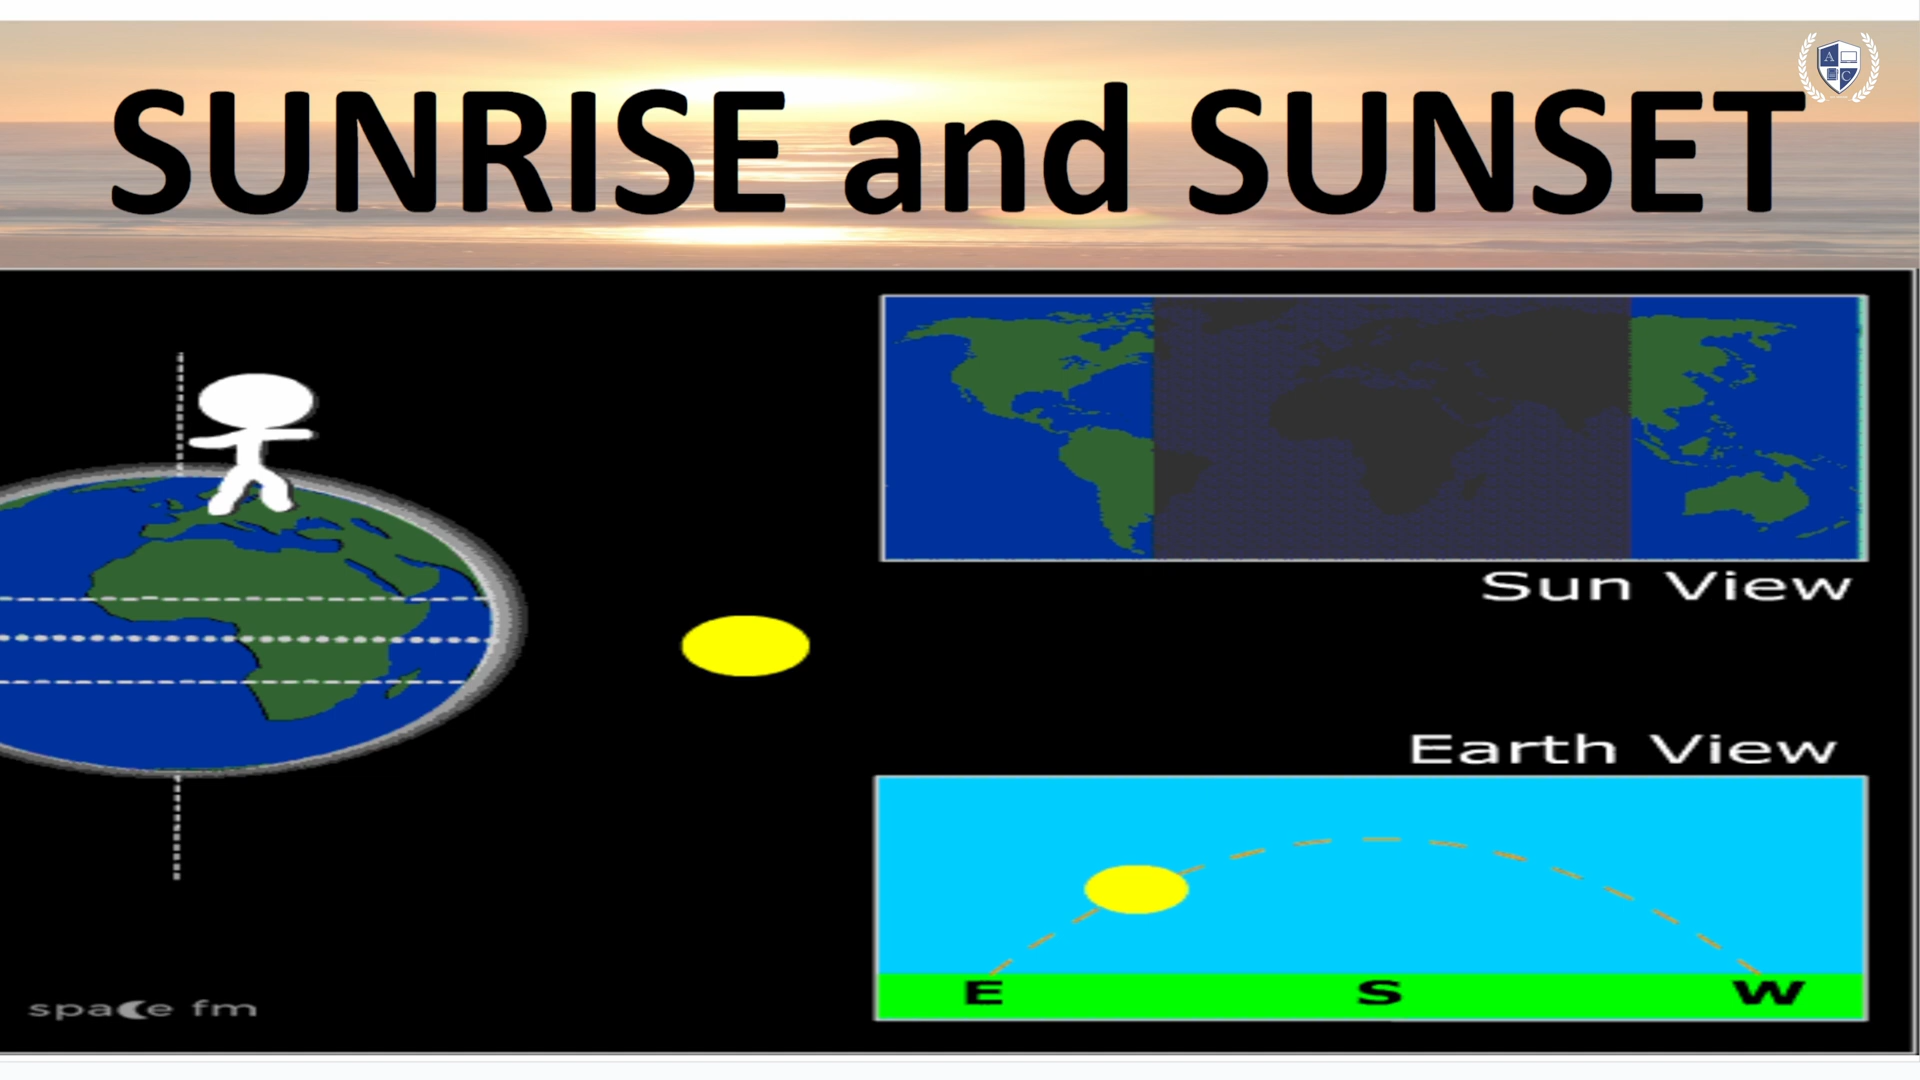 SUNRISE and SUNSET
A
C
Sun View
Earth View
E S W
space fm